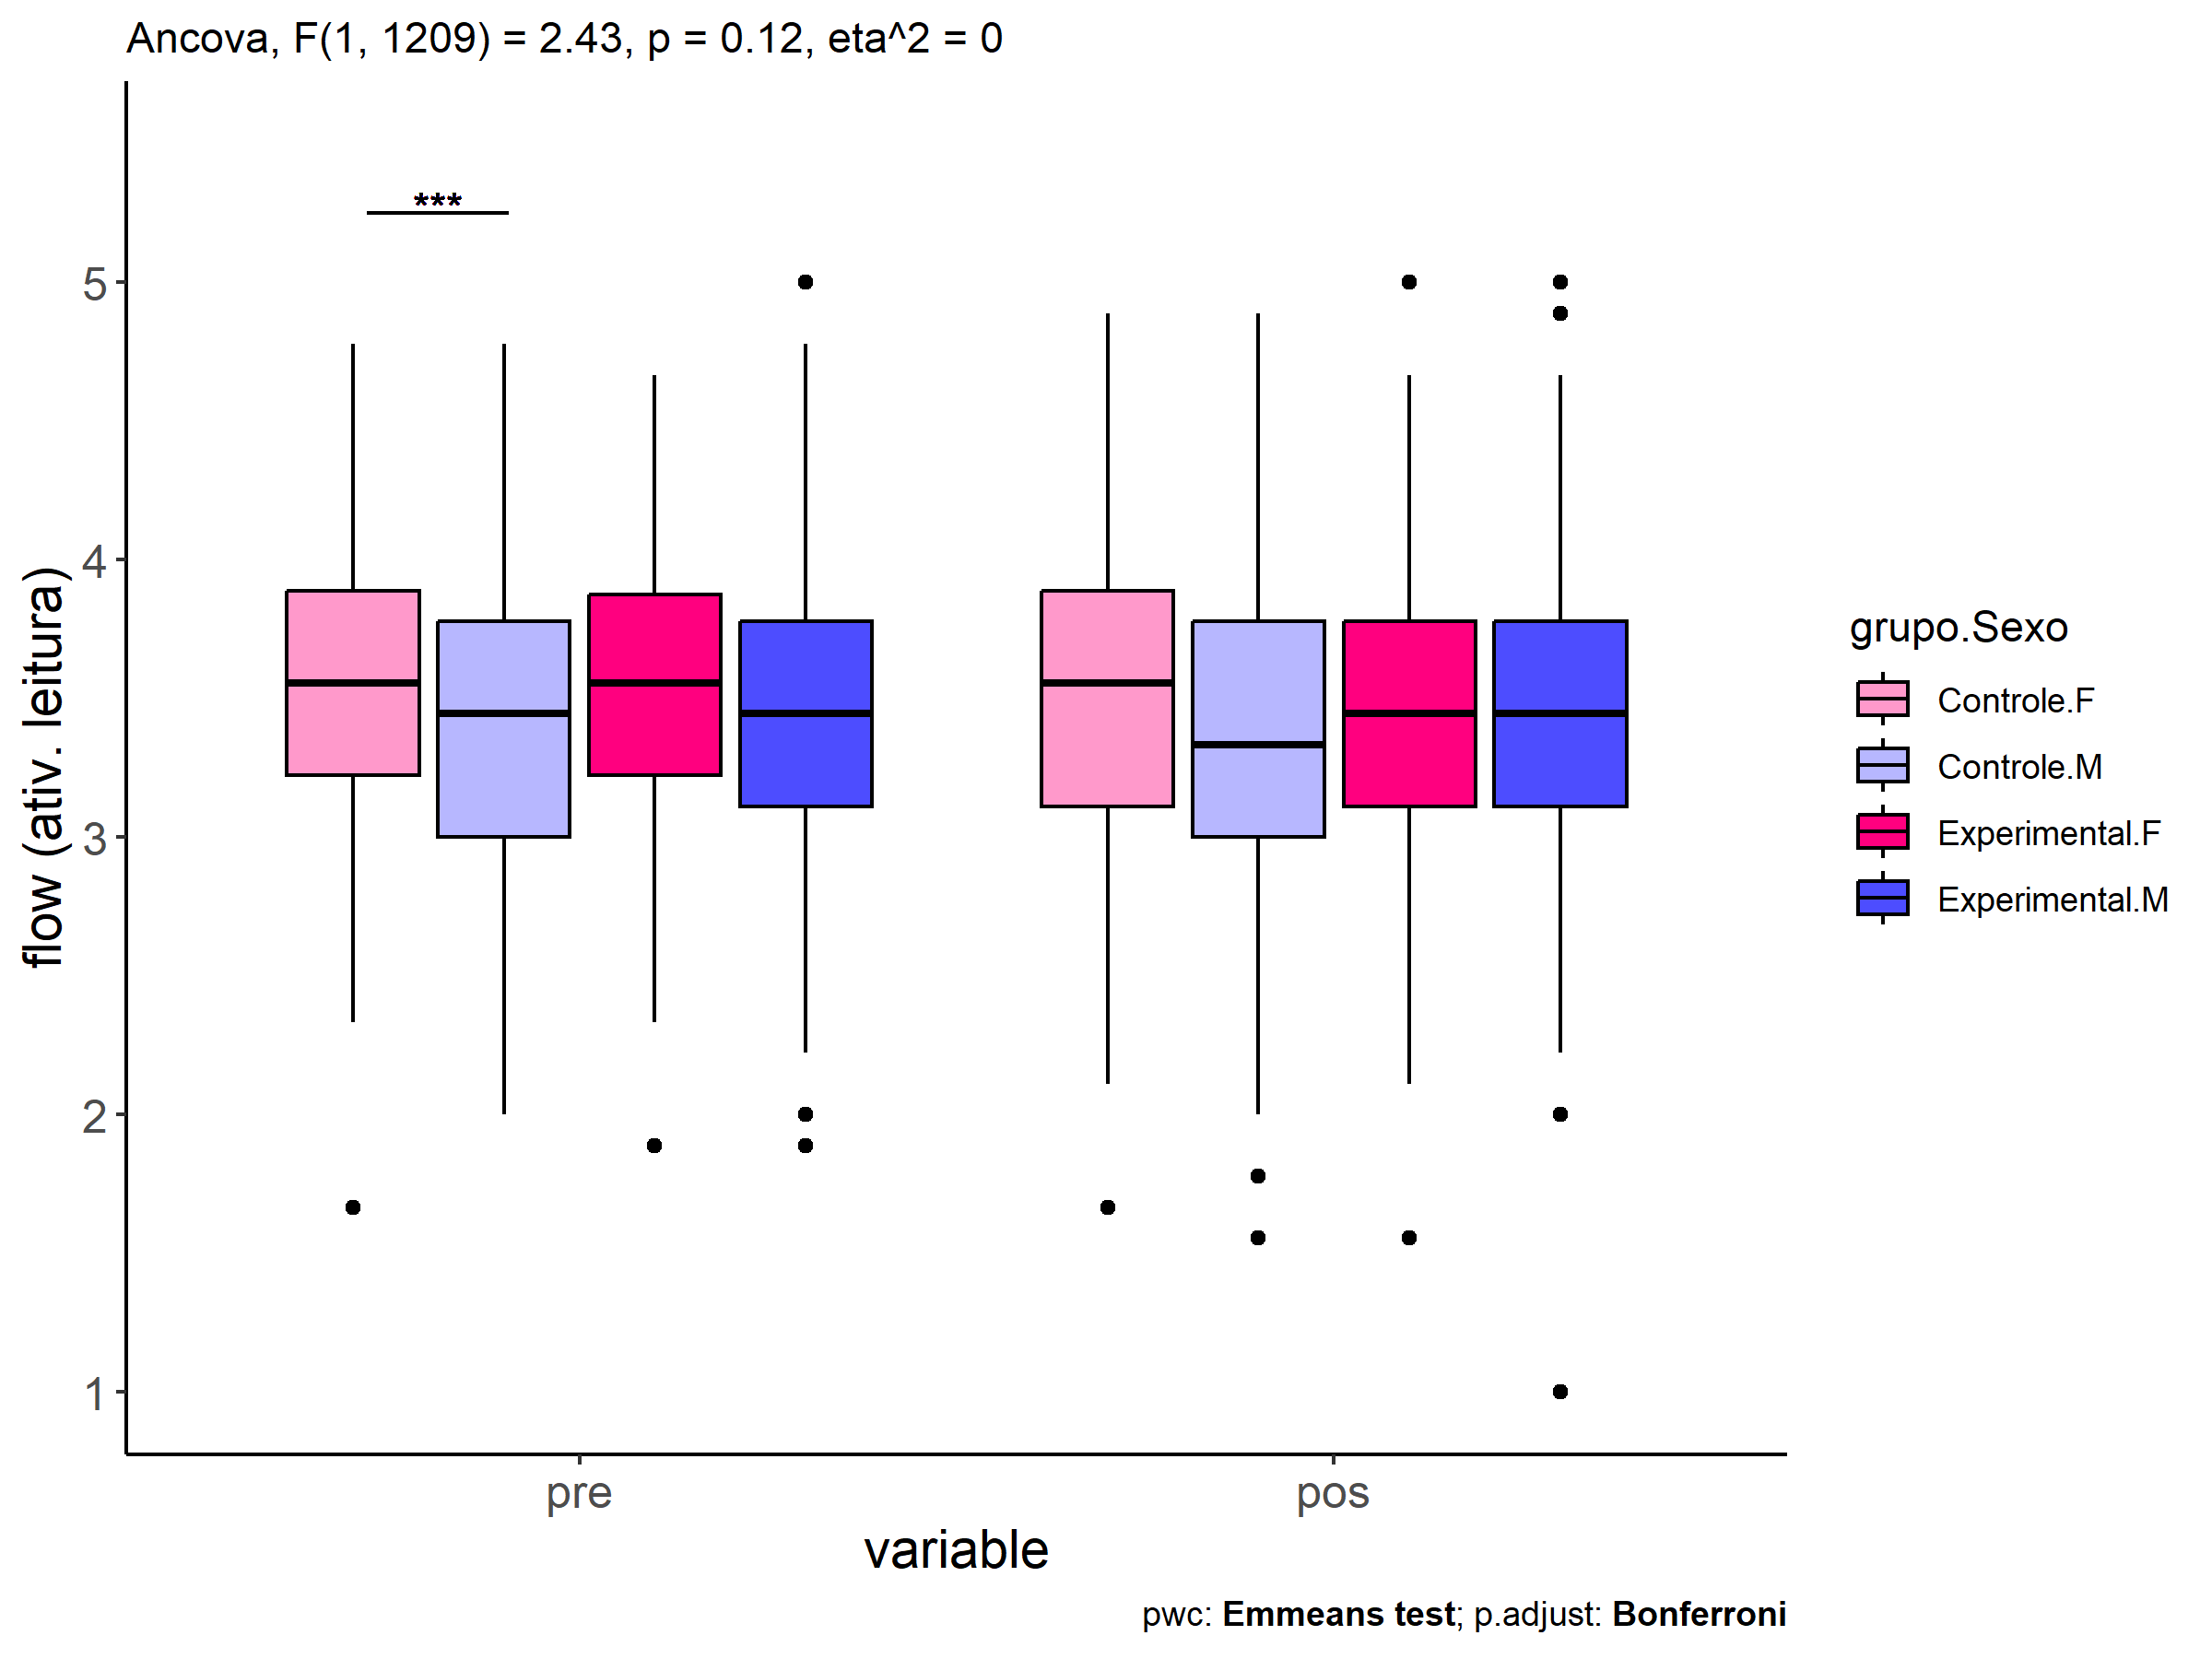 Ancova, F(1, 1209) = 2.43, p = 0.12, eta^2 = 0
***
5
4
3
2
1
flow (ativ. leitura)
pre
pos
variable
grupo.Sexo
Controle.F
Controle.M
Experimental.F
Experimental.M
pwc: Emmeans test; p.adjust: Bonferroni